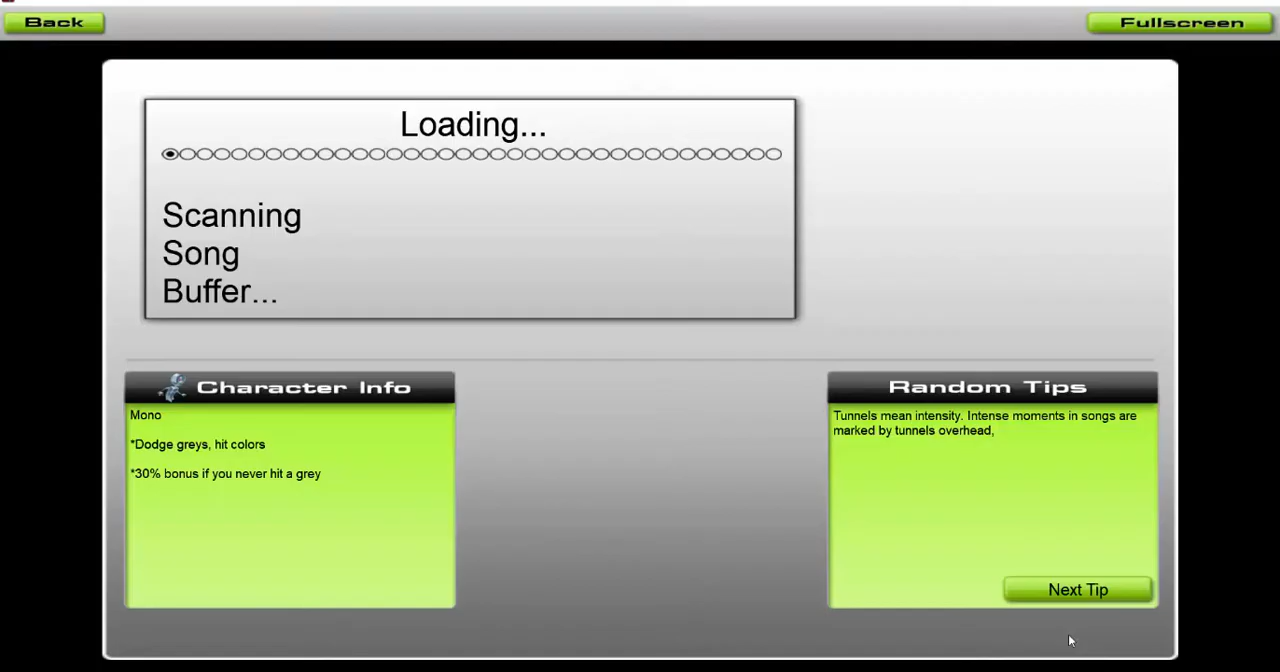 Back
Fullscreen
Loading...
Scanning
Song
Buffer...
Character Info
Mono
*Dodge greys, hit colors
*30% bonus if you never hit a grey
Random Tips
Tunnels mean intensity. Intense moments in songs are
marked by tunnels overhead,
Next Tip